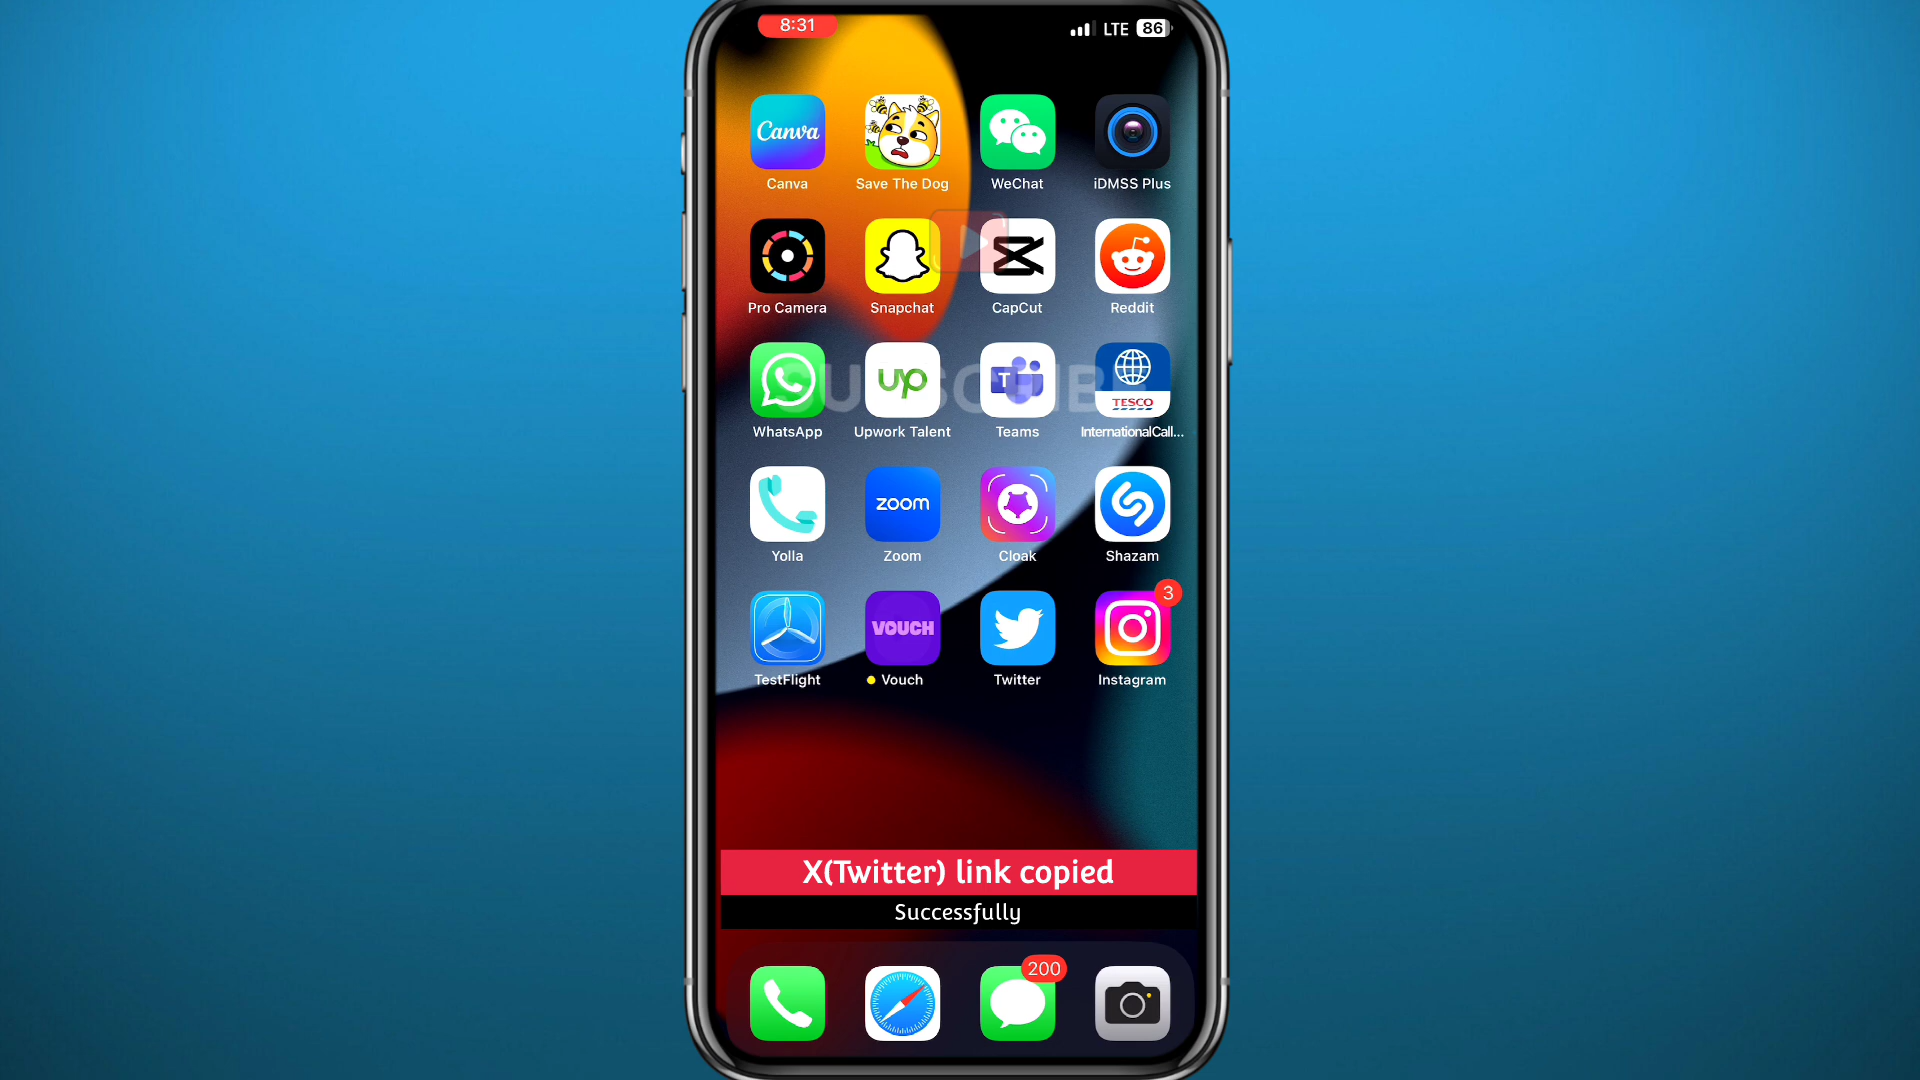 8:31
LTE 86
Canva
Canva
Save The Dog
WeChat
iDMSS Plus
Pro Camera
Snapchat
CapCut
Reddit
SUBSCRIBE
up
T
TESCO
WhatsApp
Upwork Talent
Teams
InternationalCall...
zoom
Yolla
Zoom
Cloak
Shazam
3
VOUCH
TestFlight
Vouch
Twitter
Instagram
X(Twitter) link copied
Successfully
200